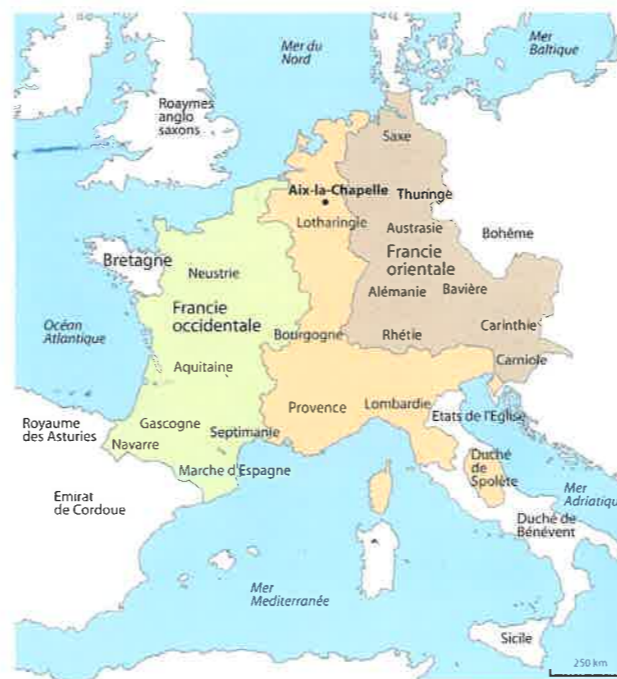 Mer du
Nord
Mer
Baltique
Roaymes
anglo
saxons
Saxe
Aix-la-Chapelle
Thuringe
Lotharingie
Austrasie
Bohême
Bretagne
Neustrie
Francie
orientale
Alémanie
Bavière
Océan
Atlantique
Francie
occidentale
Bourgogne
Rhétie
Carinthie
Carniole
Aquitaine
Provence
Lombardie
Etats de l'Eglise
Royaume
des Asturies
Gascogne
Navarre
Septimanie
Marche d'Espagne
Duché
de
Spolète
Emirat
de Cordoue
Mer
Adriatique
Duché de
Bénévent
Mer
Mediterranée
Sicile
250 km